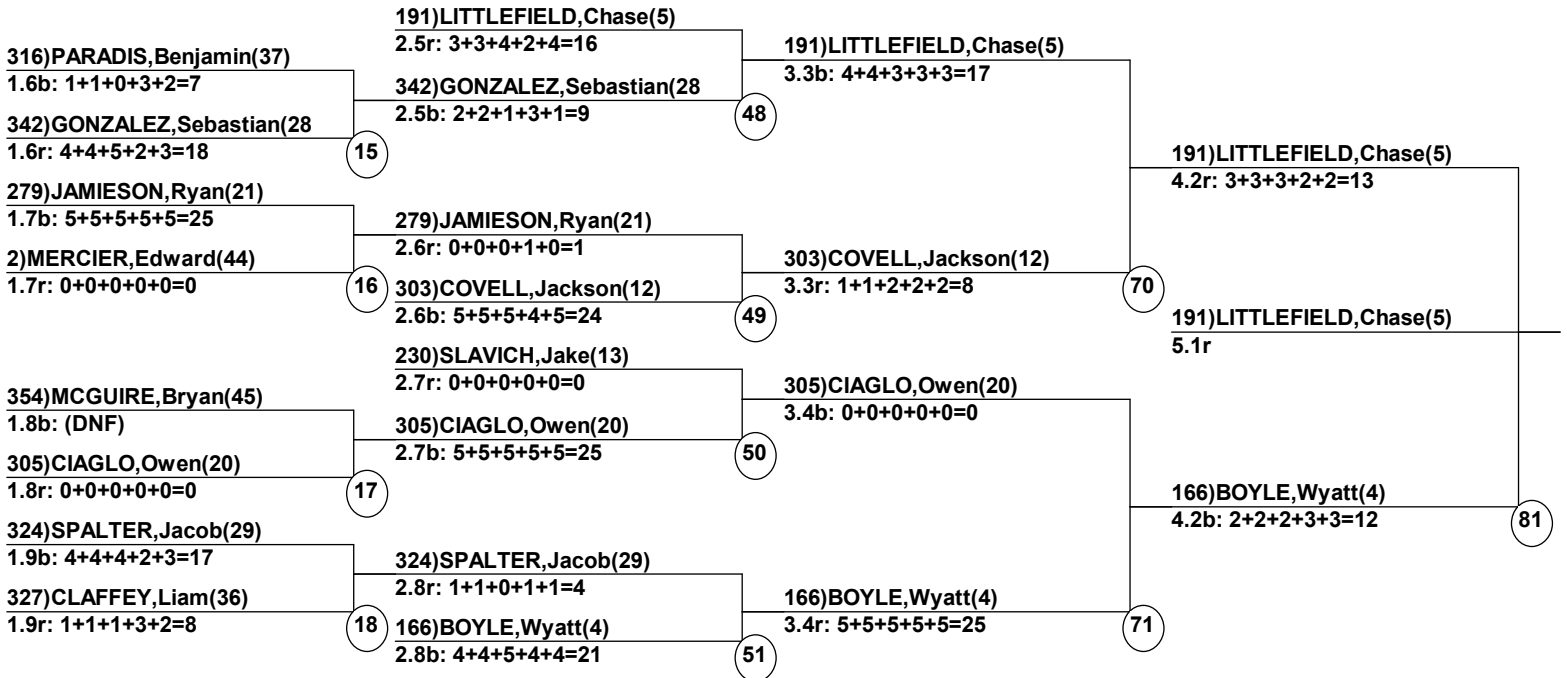 191)LITTLEFIELD,Chase(5)
2.5r: 3+3+4+2+4=16
316)PARADIS,Benjamin(37)
1.6b: 1+1+0+3+2=7
342)GONZALEZ,Sebastian(28
2.5b: 2+2+1+3+1=9
342)GONZALEZ,Sebastian(28
1.6r: 4+4+5+2+3=18
15
48
191)LITTLEFIELD,Chase(5)
3.3b: 4+4+3+3+3=17
279)JAMIESON,Ryan(21)
1.7b: 5+5+5+5+5=25
279)JAMIESON,Ryan(21)
2.6r: 0+0+0+1+0=1
2)MERCIER,Edward(44)
1.7r: 0+0+0+0+0=0
16
303)COVELL,Jackson(12)
2.6b: 5+5+5+4+5=24
49
303)COVELL,Jackson(12)
3.3r: 1+1+2+2+2=8
70
191)LITTLEFIELD,Chase(5)
4.2r: 3+3+3+2+2=13
191)LITTLEFIELD,Chase(5)
5.1r
230)SLAVICH,Jake(13)
2.7r: 0+0+0+0+0=0
354)MCGUIRE,Bryan(45)
1.8b: (DNF)
305)CIAGLO,Owen(20)
2.7b: 5+5+5+5+5=25
305)CIAGLO,Owen(20)
1.8r: 0+0+0+0+0=0
17
50
305)CIAGLO,Owen(20)
3.4b: 0+0+0+0+0=0
324)SPALTER,Jacob(29)
1.9b: 4+4+4+2+3=17
324)SPALTER,Jacob(29)
2.8r: 1+1+0+1+1=4
327)CLAFFEY,Liam(36)
1.9r: 1+1+1+3+2=8
18
166)BOYLE,Wyatt(4)
2.8b: 4+4+5+4+4=21
51
166)BOYLE,Wyatt(4)
3.4r: 5+5+5+5+5=25
71
166)BOYLE,Wyatt(4)
4.2b: 2+2+2+3+3=12
81